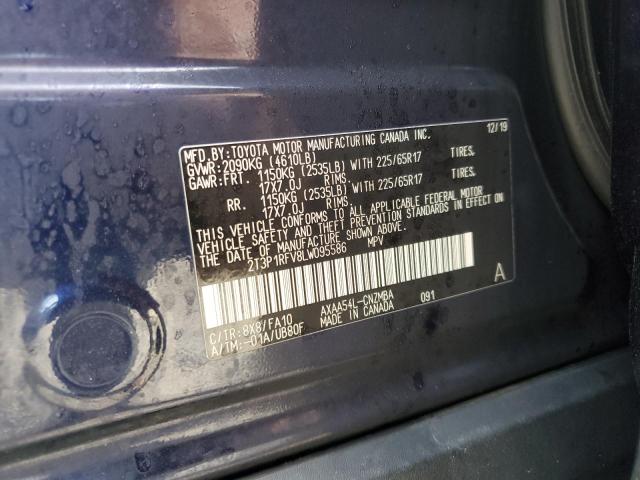 MFD.BY:TOYOTA MOTOR MANUFACTURING CANADA INC. 12/19
GVWR:2090KG (4610LB)
GAWR:FRT. 1150KG (2535LB) WITH 225/65R17 TIRES.
17X7.0J RIMS.
RR. 1150KG (2535LB) WITH 225/65R17 TIRES.
17X7.0J RIMS
THIS VEHICLE CONFORMS TO ALL APPLICABLE FEDERAL MOTOR
VEHICLE SAFETY AND THEFT PREVENTION STANDARDS IN EFFECT ON
THE DATE OF MANUFACTURE SHOWN ABOVE.
2T3P1RFV8LW095586 MPV
A
C/TR:8X8/FA10 AXAA54L-CNZMBA 091
A/TM:-01A/UB80F MADE IN CANADA